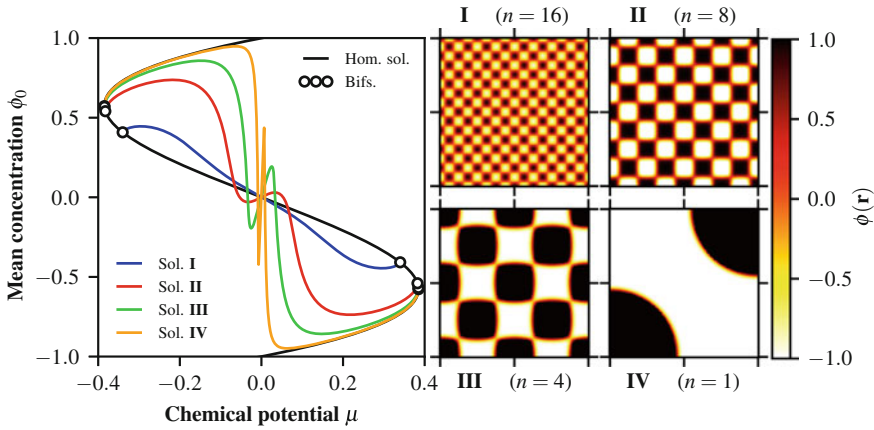 I (n = 16)
II (n = 8)
1.0
0.5
0.0
−0.5
−1.0
Mean concentration ϕ₀
Hom. sol.
Bifs.
Sol. I
Sol. II
Sol. III
Sol. IV
−0.4
−0.2
0.0
0.2
0.4
Chemical potential μ
III (n = 4)
IV (n = 1)
1.0
0.5
0.0
−0.5
−1.0
ϕ(r)